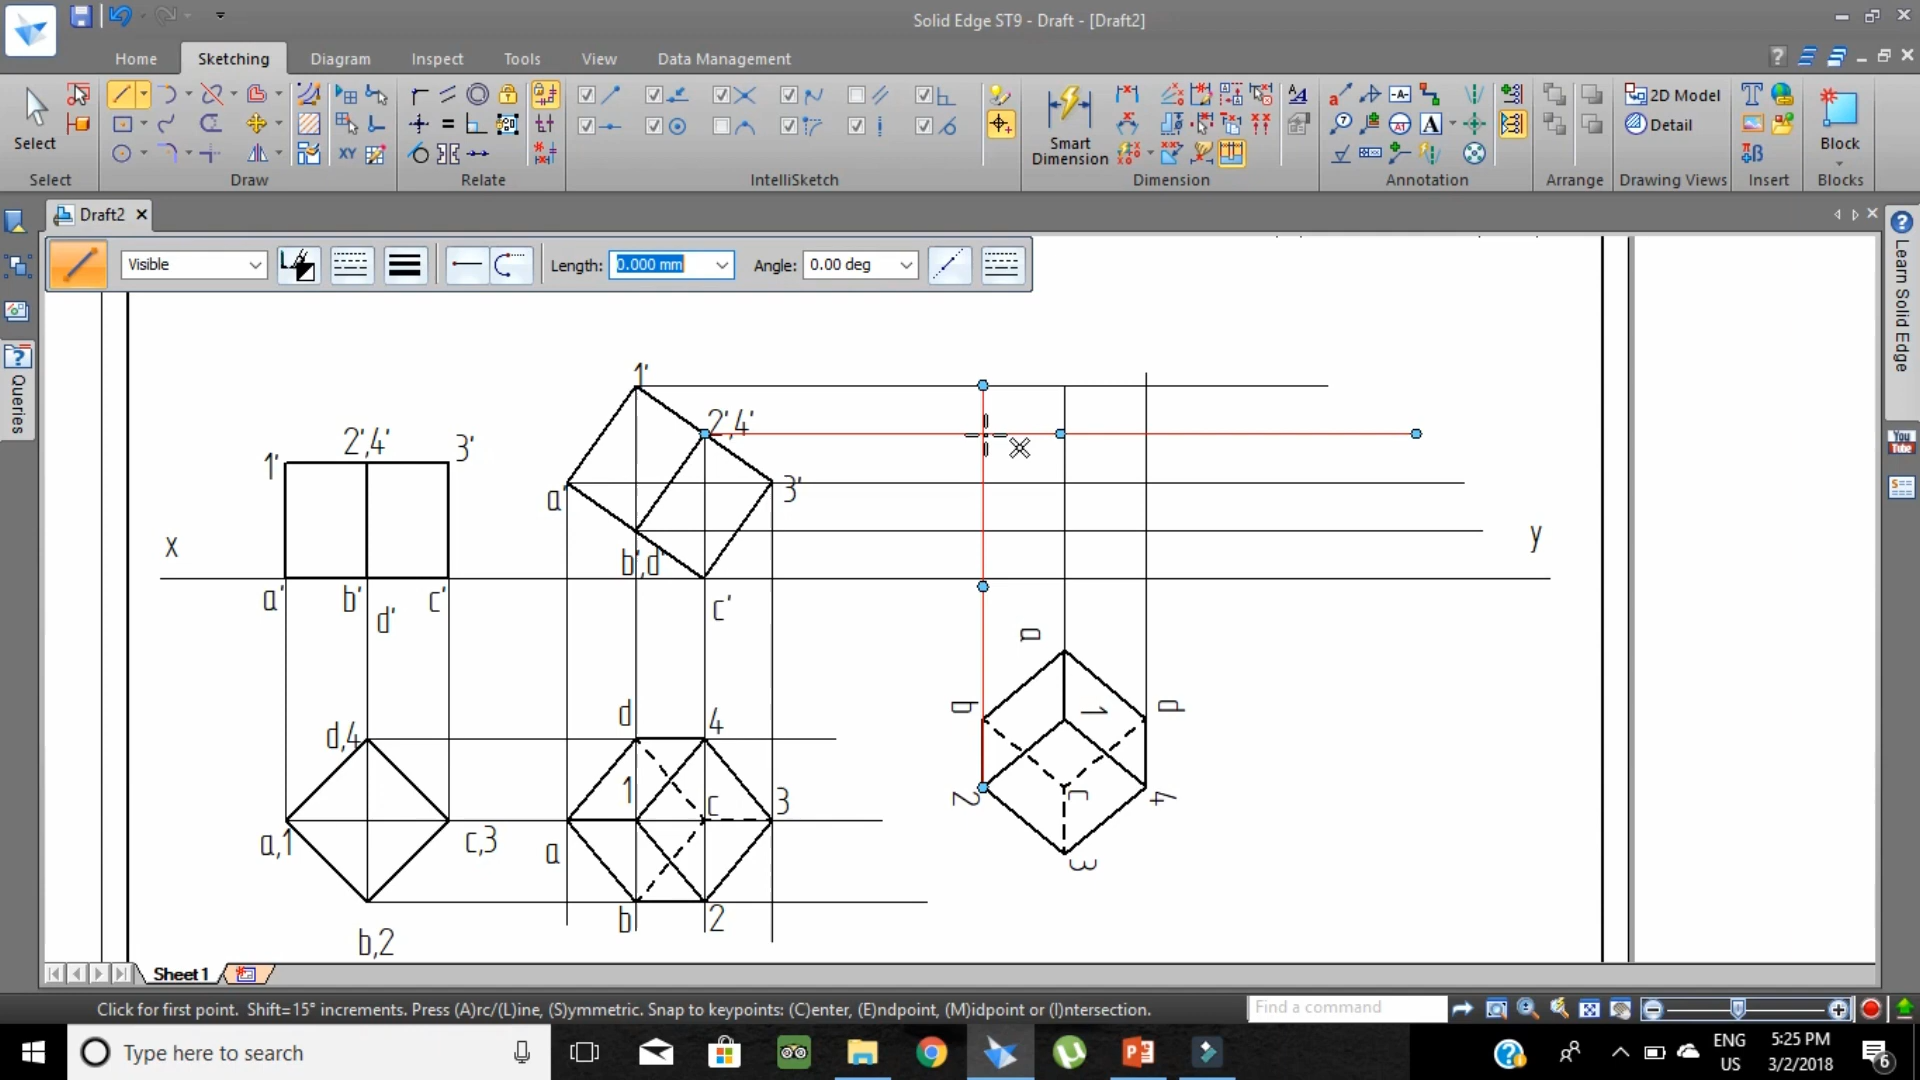 Solid Edge ST9 - Draft - [Draft2]
Home
Sketching
Diagram
Inspect
Tools
View
Data Management
Select
Smart
Dimension
2D Model
Detail
Block
Select
Draw
Relate
IntelliSketch
Dimension
Annotation
Arrange
Drawing Views
Insert
Blocks
Draft2
Visible
Length:
0.000 mm
Angle:
0.00 deg
Learn Solid Edge
Queries
1'
2',4'
2',4'
3'
1'
a'
3'
x
b',d'
y
a'
b'
c'
d'
c'
a
b
1
d
d
4
d,4
1
c
3
2
c
4
a,1
c,3
a
3
b
2
b,2
Sheet1
Click for first point. Shift=15° increments. Press (A)rc/(L)ine, (S)ymmetric. Snap to keypoints: (C)enter, (E)ndpoint, (M)idpoint or (I)ntersection.
Find a command
Type here to search
ENG
US
5:25 PM
3/2/2018
6